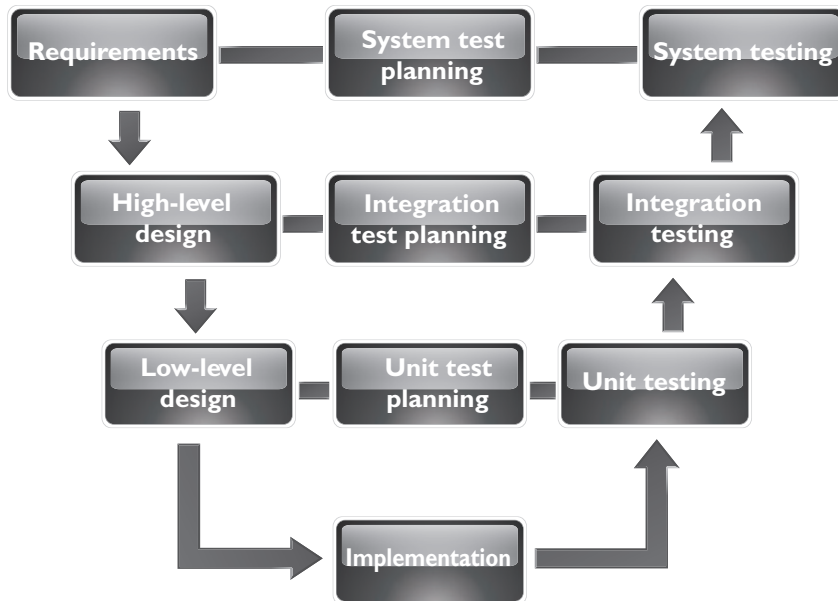 Requirements
System test
planning
System testing
High-level
design
Integration
test planning
Integration
testing
Low-level
design
Unit test
planning
Unit testing
Implementation